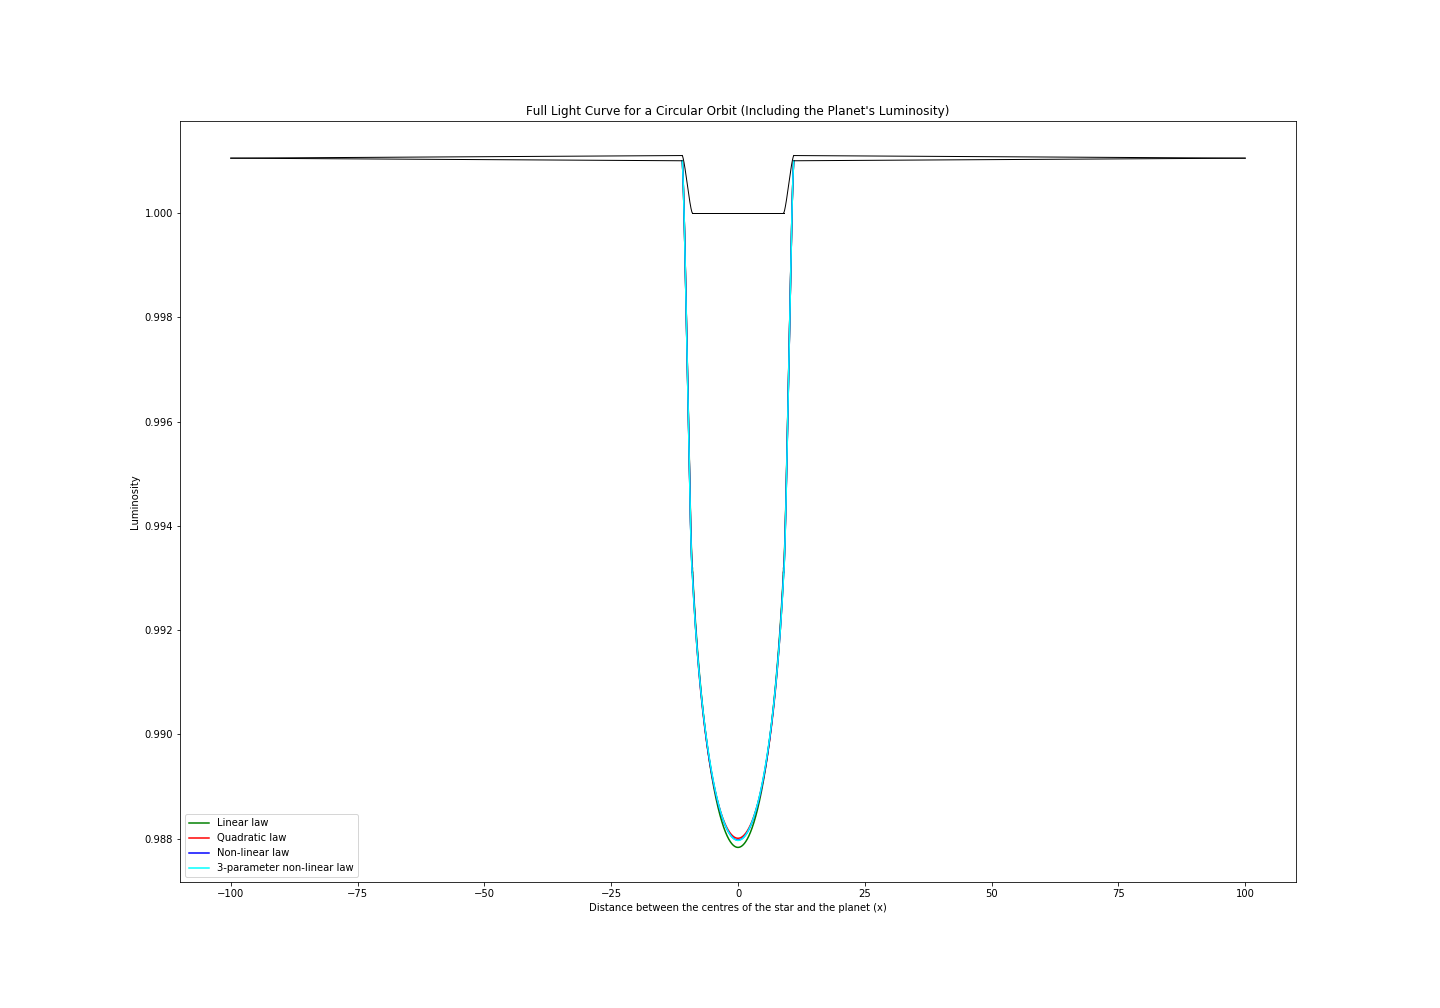 Full Light Curve for a Circular Orbit (Including the Planet's Luminosity)
1.000
0.998
0.996
0.994
0.992
0.990
0.988
Luminosity
Linear law
Quadratic law
Non-linear law
3-parameter non-linear law
−100
−75
−50
−25
0
25
50
75
100
Distance between the centres of the star and the planet (x)